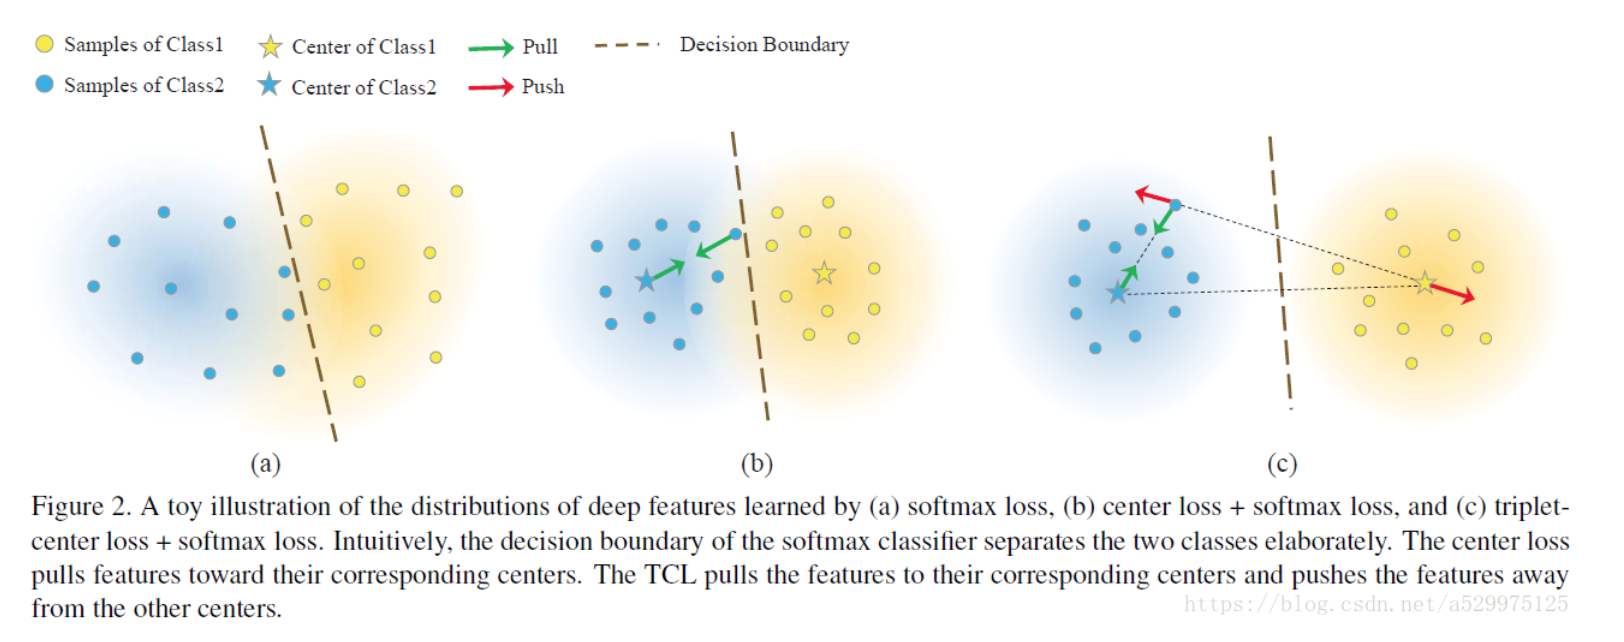 Samples of Class1 Center of Class1 Pull Decision Boundary
Samples of Class2 Center of Class2 Push
(a) (b) (c)
Figure 2. A toy illustration of the distributions of deep features learned by (a) softmax loss, (b) center loss + softmax loss, and (c) triplet-
center loss + softmax loss. Intuitively, the decision boundary of the softmax classifier separates the two classes elaborately. The center loss
pulls features toward their corresponding centers. The TCL pulls the features to their corresponding centers and pushes the features away
from the other centers.
https://blog.csdn.net/a529975125